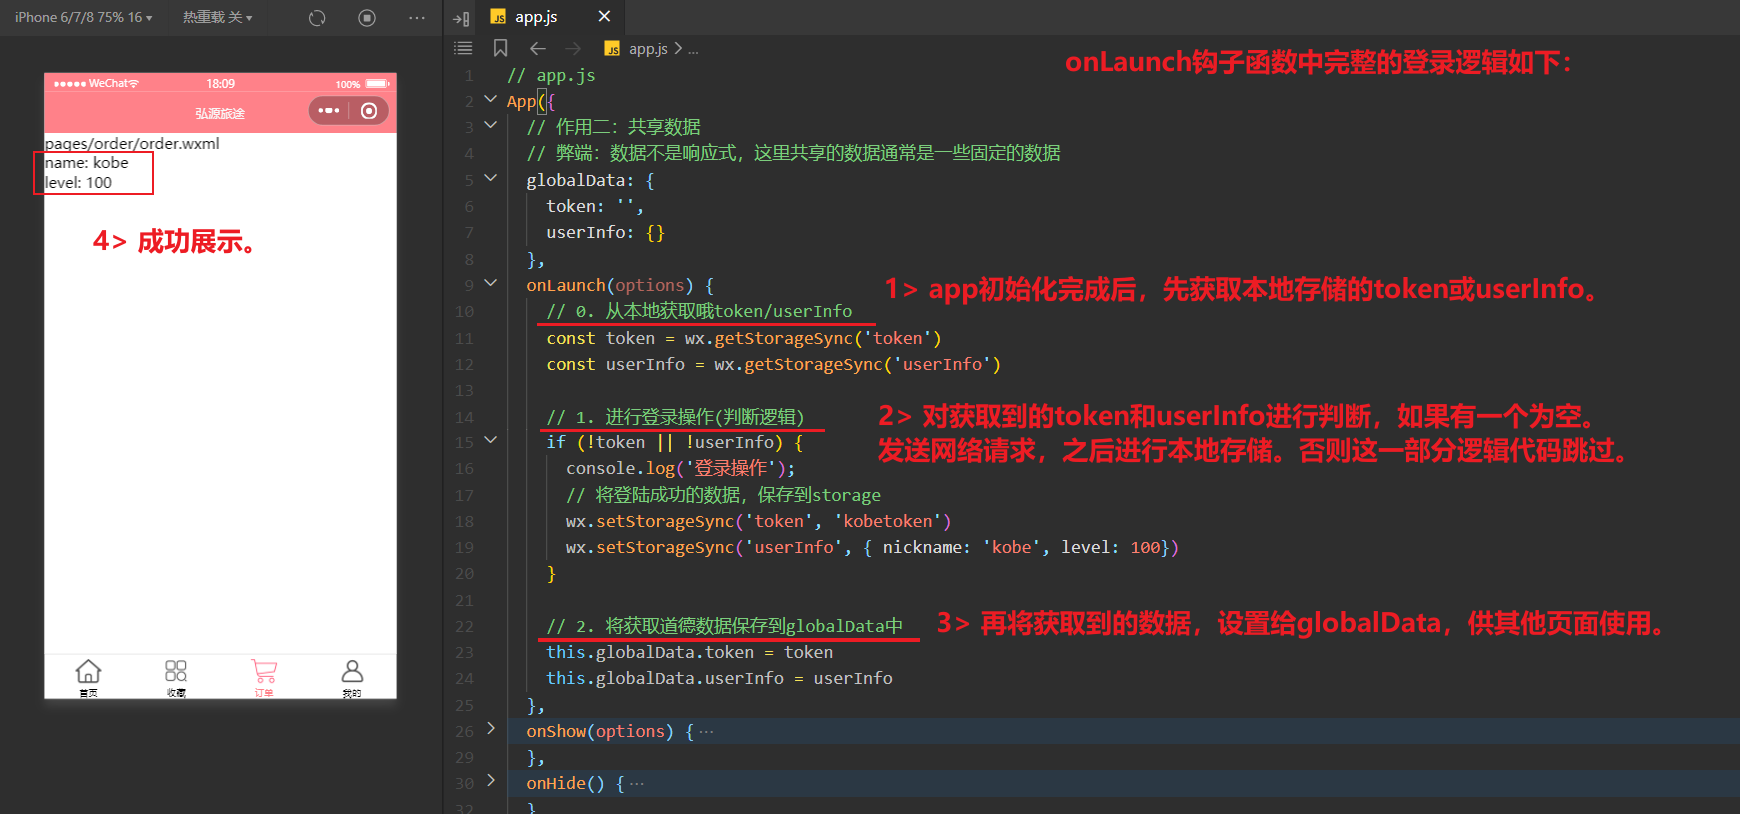 iPhone 6/7/8 75% 16
热重载 关
app.js
app.js > ...
WeChat
18:09
100%
弘源旅途
pages/order/order.wxml
name: kobe
level: 100
4> 成功展示。
首页
收藏
订单
我的
onLaunch钩子函数中完整的登录逻辑如下：
1 // app.js
2 App({
3 // 作用二：共享数据
4 // 弊端：数据不是响应式，这里共享的数据通常是一些固定的数据
5 globalData: {
6 token: '',
7 userInfo: {}
8 },
9 onLaunch(options) {
1> app初始化完成后，先获取本地存储的token或userInfo。
10 // 0. 从本地获取哦token/userInfo
11 const token = wx.getStorageSync('token')
12 const userInfo = wx.getStorageSync('userInfo')
13
14 // 1. 进行登录操作(判断逻辑)
2> 对获取到的token和userInfo进行判断，如果有一个为空。
发送网络请求，之后进行本地存储。否则这一部分逻辑代码跳过。
15 if (!token || !userInfo) {
16 console.log('登录操作');
17 // 将登陆成功的数据，保存到storage
18 wx.setStorageSync('token', 'kobetoken')
19 wx.setStorageSync('userInfo', { nickname: 'kobe', level: 100})
20 }
21
22 // 2. 将获取道德数据保存到globalData中
3> 再将获取到的数据，设置给globalData，供其他页面使用。
23 this.globalData.token = token
24 this.globalData.userInfo = userInfo
25 },
26 onShow(options) { ...
29 },
30 onHide() { ...
32 }